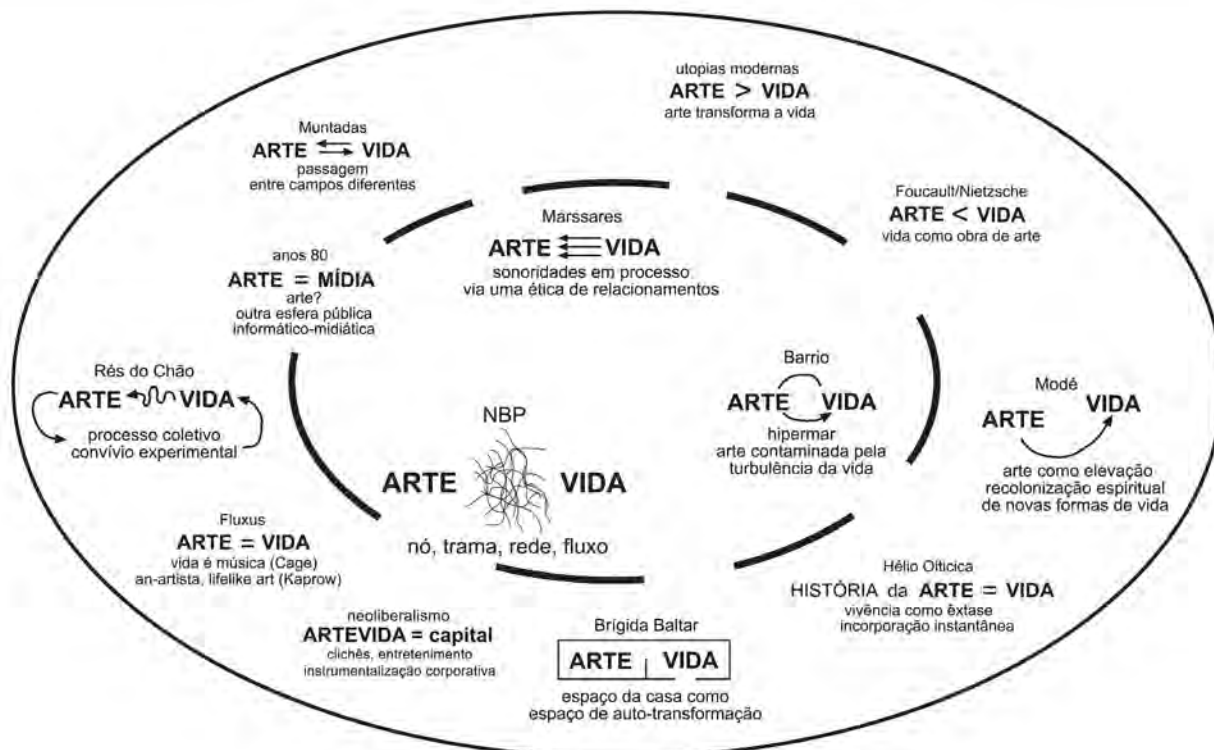 utopias modernas
ARTE > VIDA
arte transforma a vida
Muntadas
ARTE VIDA
passagem
entre campos diferentes
Foucault/Nietzsche
ARTE < VIDA
vida como obra de arte
Marssares
ARTE VIDA
sonoridades em processo
via uma ética de relacionamentos
anos 80
ARTE = MÍDIA
arte?
outra esfera pública
informático-midiática
Rés do Chão
ARTE VIDA
processo coletivo
convívio experimental
Barrio
ARTE VIDA
hipermar
arte contaminada pela
turbulência da vida
Modé
ARTE VIDA
arte como elevação
recolonização espiritual
de novas formas de vida
NBP
ARTE VIDA
nó, trama, rede, fluxo
Fluxus
ARTE = VIDA
vida é música (Cage)
an-artista, lifelike art (Kaprow)
Hélio Oiticica
HISTÓRIA da ARTE = VIDA
vivência como êxtase
incorporação instantânea
neoliberalismo
ARTEVIDA = capital
clichês, entretenimento
instrumentalização corporativa
Brígida Baltar
ARTE VIDA
espaço da casa como
espaço de auto-transformação